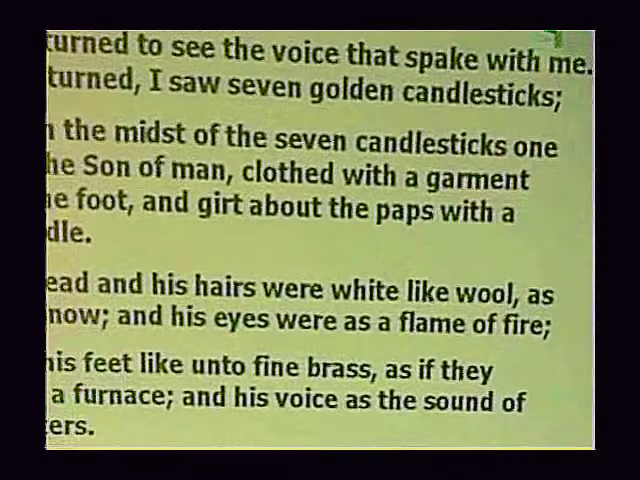 turned to see the voice that spake with me.
turned, I saw seven golden candlesticks;
the midst of the seven candlesticks one
he Son of man, clothed with a garment
foot, and girt about the paps with a
dle.
ead and his hairs were white like wool, as
now; and his eyes were as a flame of fire;
his feet like unto fine brass, as if they
a furnace; and his voice as the sound of
ers.